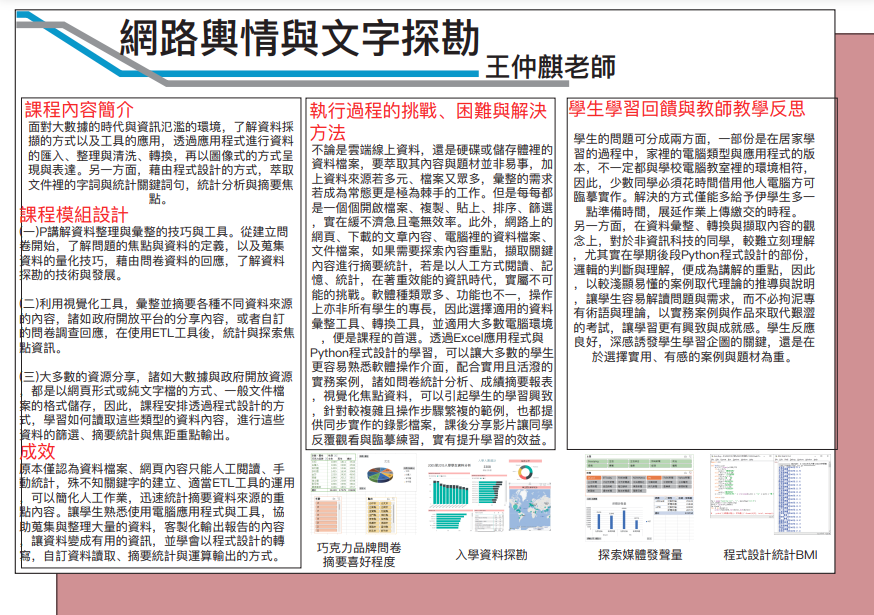 網路輿情與文字探勘
王仲麒老師
課程內容簡介
面對大數據的時代與資訊氾濫的環境，了解資料採
擷的方式以及工具的應用，透過應用程式進行資料
的匯入、整理與清洗、轉換，再以圖像式的方式呈
現與表達。另一方面，藉由程式設計的方式，萃取
文件裡的字詞與統計關鍵詞句，統計分析與摘要焦
點。
課程模組設計
(一)P講解資料整理與彙整的技巧與工具。從建立問
卷開始，了解問題的焦點與資料的定義，以及蒐集
資料的量化技巧，藉由問卷資料的回應，了解資料
探勘的技術與發展。
(二)利用視覺化工具，彙整並摘要各種不同資料來源
的內容，諸如政府開放平台的分享內容，或者自訂
的問卷調查回應，在使用ETL工具後，統計與探索焦
點資訊。
(三)大多數的資源分享，諸如大數據與政府開放資源
，都是以網頁形式或純文字檔的方式、一般文件檔
案的格式儲存，因此，課程安排透過程式設計的方
式，學習如何讀取這些類型的資料內容，進行這些
資料的篩選、摘要統計與焦距重點輸出。
成效
原本僅認為資料檔案、網頁內容只能人工閱讀、手
動統計，殊不知關鍵字的建立、適當ETL工具的運用
，可以簡化人工作業，迅速統計摘要資料來源的重
點內容。讓學生熟悉使用電腦應用程式與工具，協
助蒐集與整理大量的資料，客製化輸出報告的內容
，讓資料變成有用的資訊，並學會以程式設計的轉
寫，自訂資料讀取、摘要統計與運算輸出的方式。
執行過程的挑戰、困難與解決
方法
不論是雲端線上資料，還是硬碟或儲存體裡的
資料檔案，要萃取其內容與題材並非易事，加
上資料來源若多元、檔案又眾多，彙整的需求
若成為常態更是極為棘手的工作。但是每每都
是一個個開啟檔案、複製、貼上、排序、篩選
，實在緩不濟急且毫無效率。此外，網路上的
網頁、下載的文章內容、電腦裡的資料檔案、
文件檔案，如果需要探索內容重點，擷取關鍵
內容進行摘要統計，若是以人工方式閱讀、記
憶、統計，在著重效能的資訊時代，實屬不可
能的挑戰。軟體種類眾多、功能也不一，操作
上亦非所有學生的專長，因此選擇適用的資料
彙整工具、轉換工具，並適用大多數電腦環境
，便是課程的首選。透過Excel應用程式與
Python程式設計的學習，可以讓大多數的學生
更容易熟悉軟體操作介面，配合實用且活潑的
實務案例，諸如問卷統計分析、成績摘要報表
，視覺化焦點資料，可以引起學生的學習興致
，針對較複雜且操作步驟繁複的範例，也都提
供同步實作的錄影檔案，課後分享影片讓同學
反覆觀看與臨摹練習，實有提升學習的效益。
學生學習回饋與教師教學反思
學生的問題可分成兩方面，一部份是在居家學
習的過程中，家裡的電腦類型與應用程式的版
本，不一定都與學校電腦教室裡的環境相符，
因此，少數同學必須花時間借用他人電腦方可
臨摹實作。解決的方式僅能多給予伊學生多一
點準備時間，展延作業上傳繳交的時程。
另一方面，在資料彙整、轉換與擷取內容的觀
念上，對於非資訊科技的同學，較難立刻理解
，尤其實在學期後段Python程式設計的部份，
邏輯的判斷與理解，便成為講解的重點，因此
，以較淺顯易懂的案例取代理論的推導與說明
，讓學生容易解讀問題與需求，而不必拘泥專
有術語與理論，以實務案例與作品來取代艱澀
的考試，讓學習更有興致與成就感。學生反應
良好，深感誘發學生學習企圖的關鍵，還是在
於選擇實用、有感的案例與題材為重。
巧克力品牌問卷
摘要喜好程度
入學資料探勘
探索媒體發聲量
程式設計統計BMI